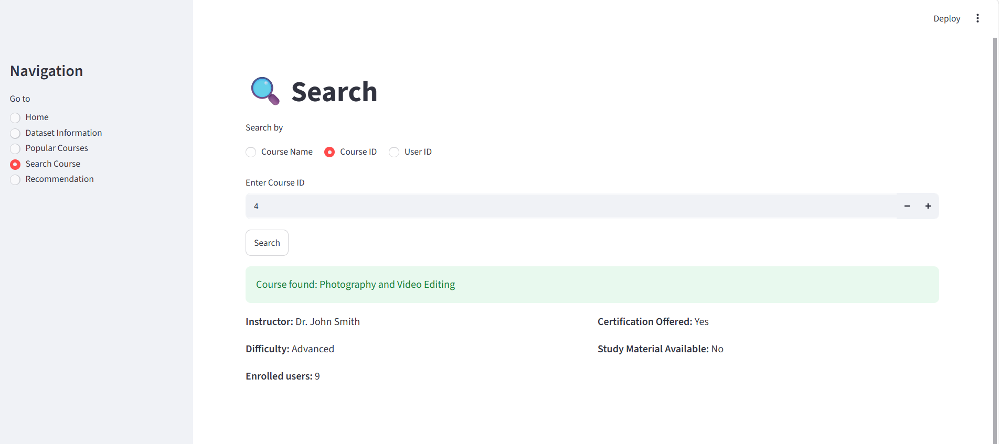 Deploy
Navigation
Go to
Home
Dataset Information
Popular Courses
Search Course
Recommendation
Search
Search by
Course Name
Course ID
User ID
Enter Course ID
4
Search
Course found: Photography and Video Editing
Instructor: Dr. John Smith
Certification Offered: Yes
Difficulty: Advanced
Study Material Available: No
Enrolled users: 9